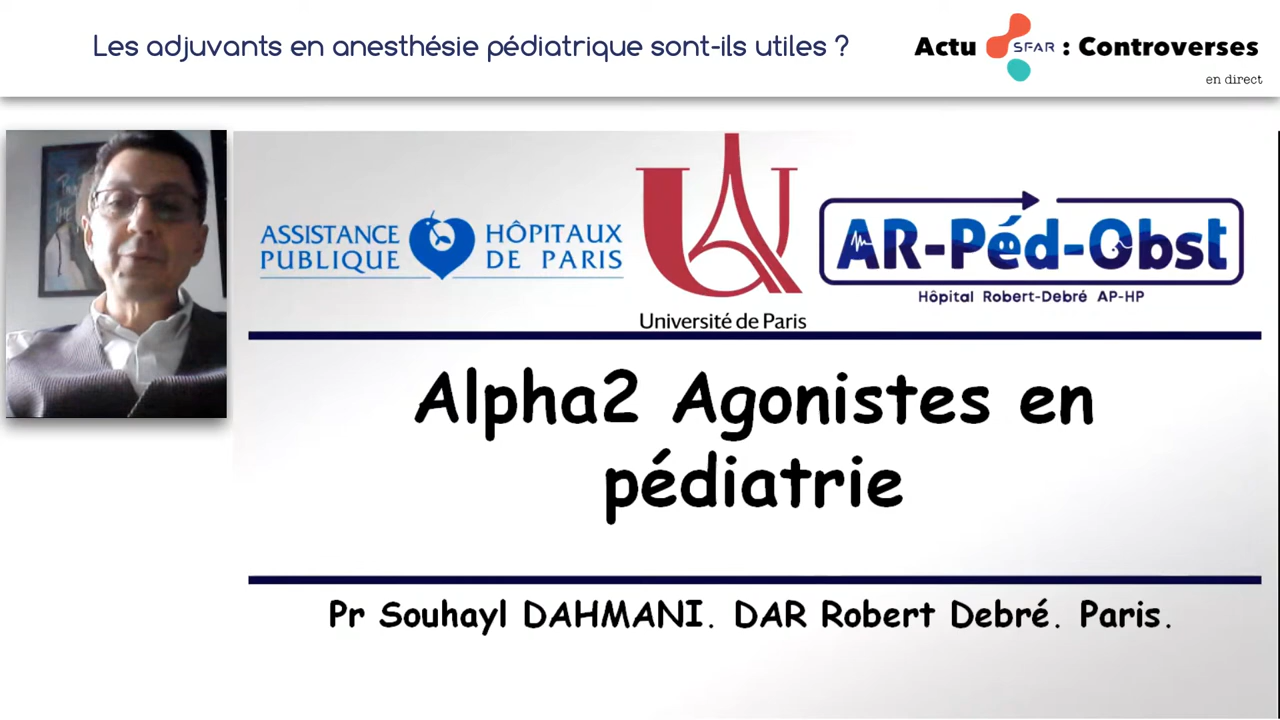 Les adjuvants en anesthésie pédiatrique sont-ils utiles ?
Actu SFAR : Controverses
en direct
ASSISTANCE PUBLIQUE HÔPITAUX DE PARIS
Université de Paris
AR-Péd-Obst
Hôpital Robert-Debré AP-HP
Alpha2 Agonistes en
pédiatrie
Pr Souhayl DAHMANI. DAR Robert Debré. Paris.